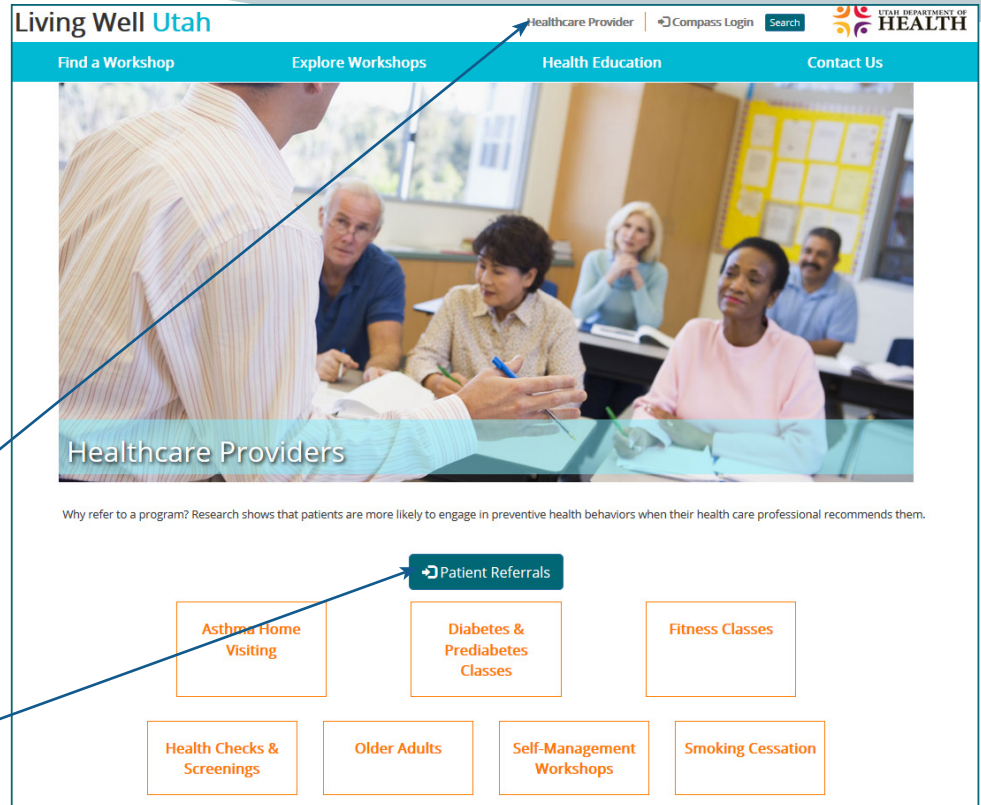 Living Well Utah
Healthcare Provider
Compass Login
Search
UTAH DEPARTMENT OF
HEALTH
Find a Workshop
Explore Workshops
Health Education
Contact Us
Healthcare Providers
Why refer to a program? Research shows that patients are more likely to engage in preventive health behaviors when their health care professional recommends them.
Patient Referrals
Asthma Home
Visiting
Diabetes &
Prediabetes
Classes
Fitness Classes
Health Checks &
Screenings
Older Adults
Self-Management
Workshops
Smoking Cessation